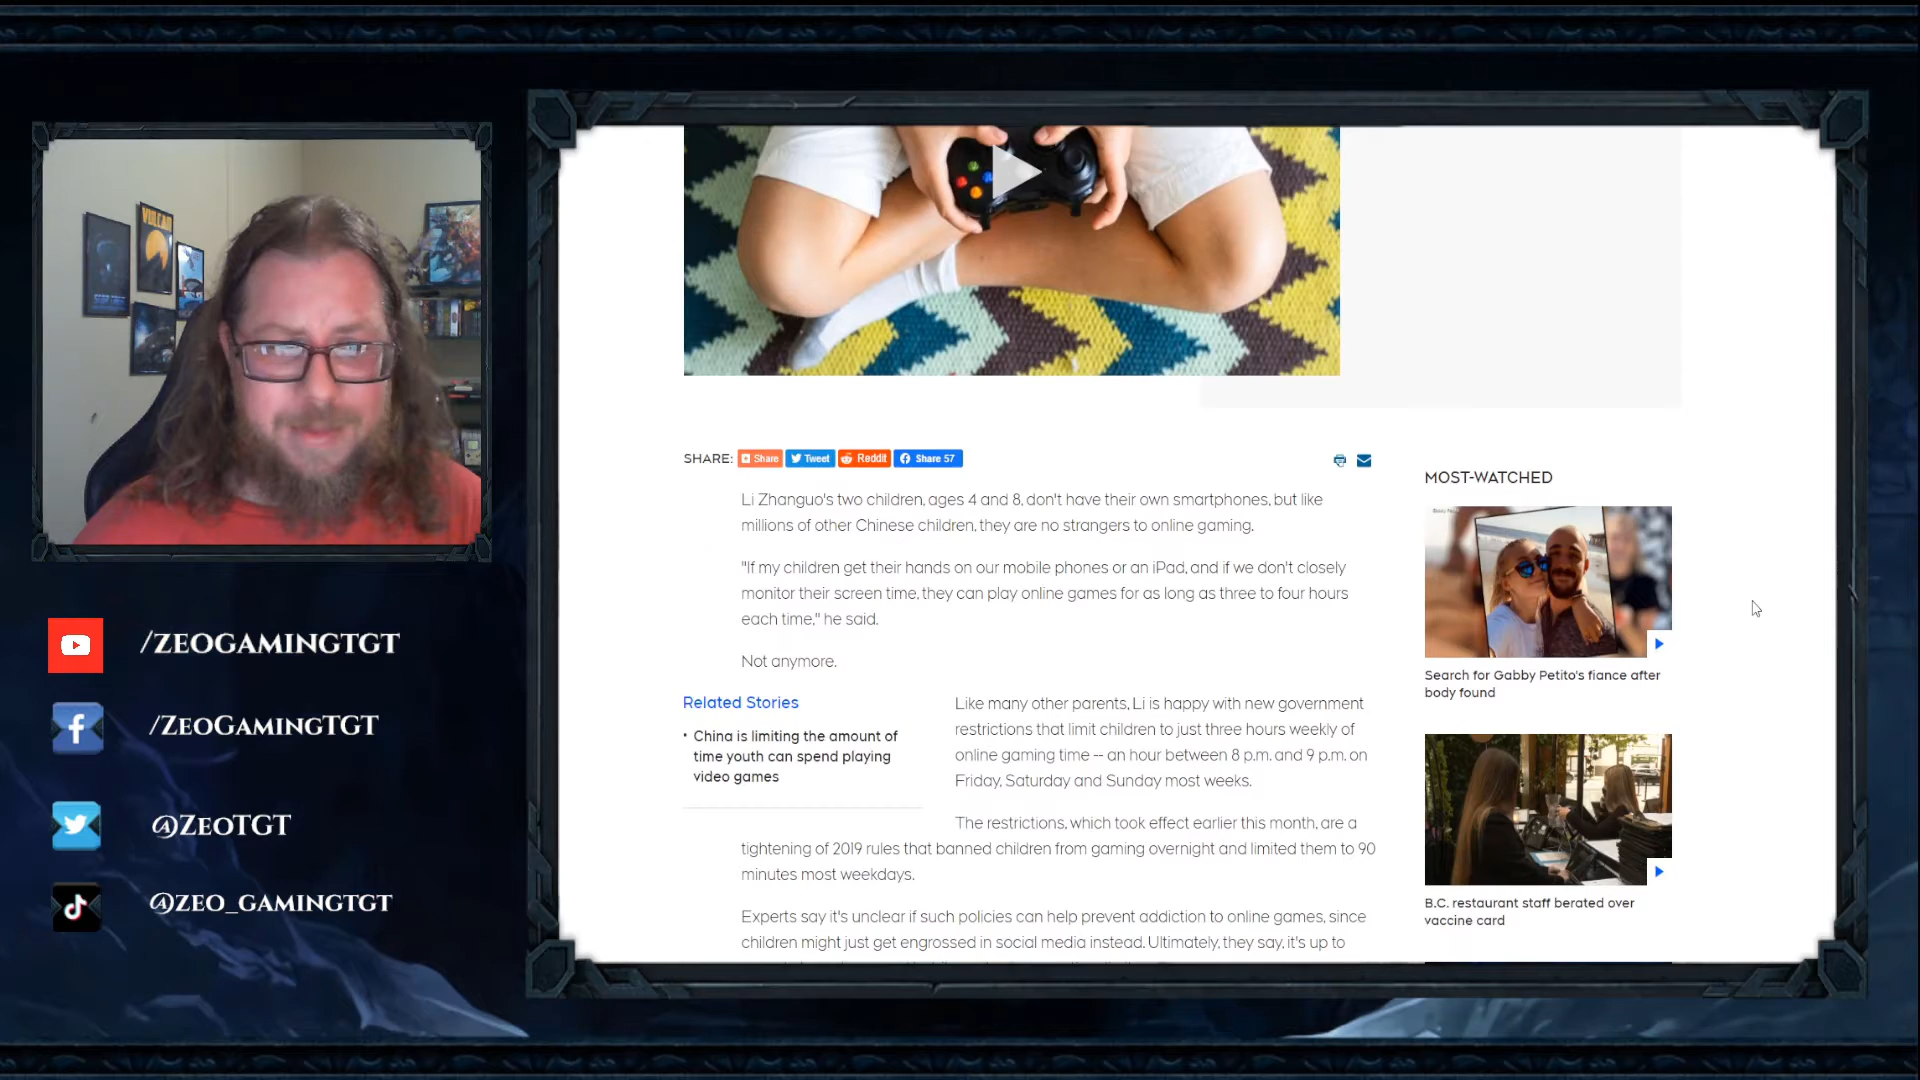 VULCAN
/ZEOGAMINGTGT
/ZEOGAMINGTGT
@ZEOTGT
@ZEO_GAMINGTGT
SHARE: Share Tweet Reddit Share 57
Li Zhanguo's two children, ages 4 and 8, don't have their own smartphones, but like
millions of other Chinese children, they are no strangers to online gaming.
"If my children get their hands on our mobile phones or an iPad, and if we don't closely
monitor their screen time, they can play online games for as long as three to four hours
each time," he said.
Not anymore.
Related Stories
• China is limiting the amount of
time youth can spend playing
video games
Like many other parents, Li is happy with new government
restrictions that limit children to just three hours weekly of
online gaming time -- an hour between 8 p.m. and 9 p.m. on
Friday, Saturday and Sunday most weeks.
The restrictions, which took effect earlier this month, are a
tightening of 2019 rules that banned children from gaming overnight and limited them to 90
minutes most weekdays.
Experts say it's unclear if such policies can help prevent addiction to online games, since
children might just get engrossed in social media instead. Ultimately, they say, it's up to
MOST-WATCHED
Search for Gabby Petito's fiance after
body found
B.C. restaurant staff berated over
vaccine card